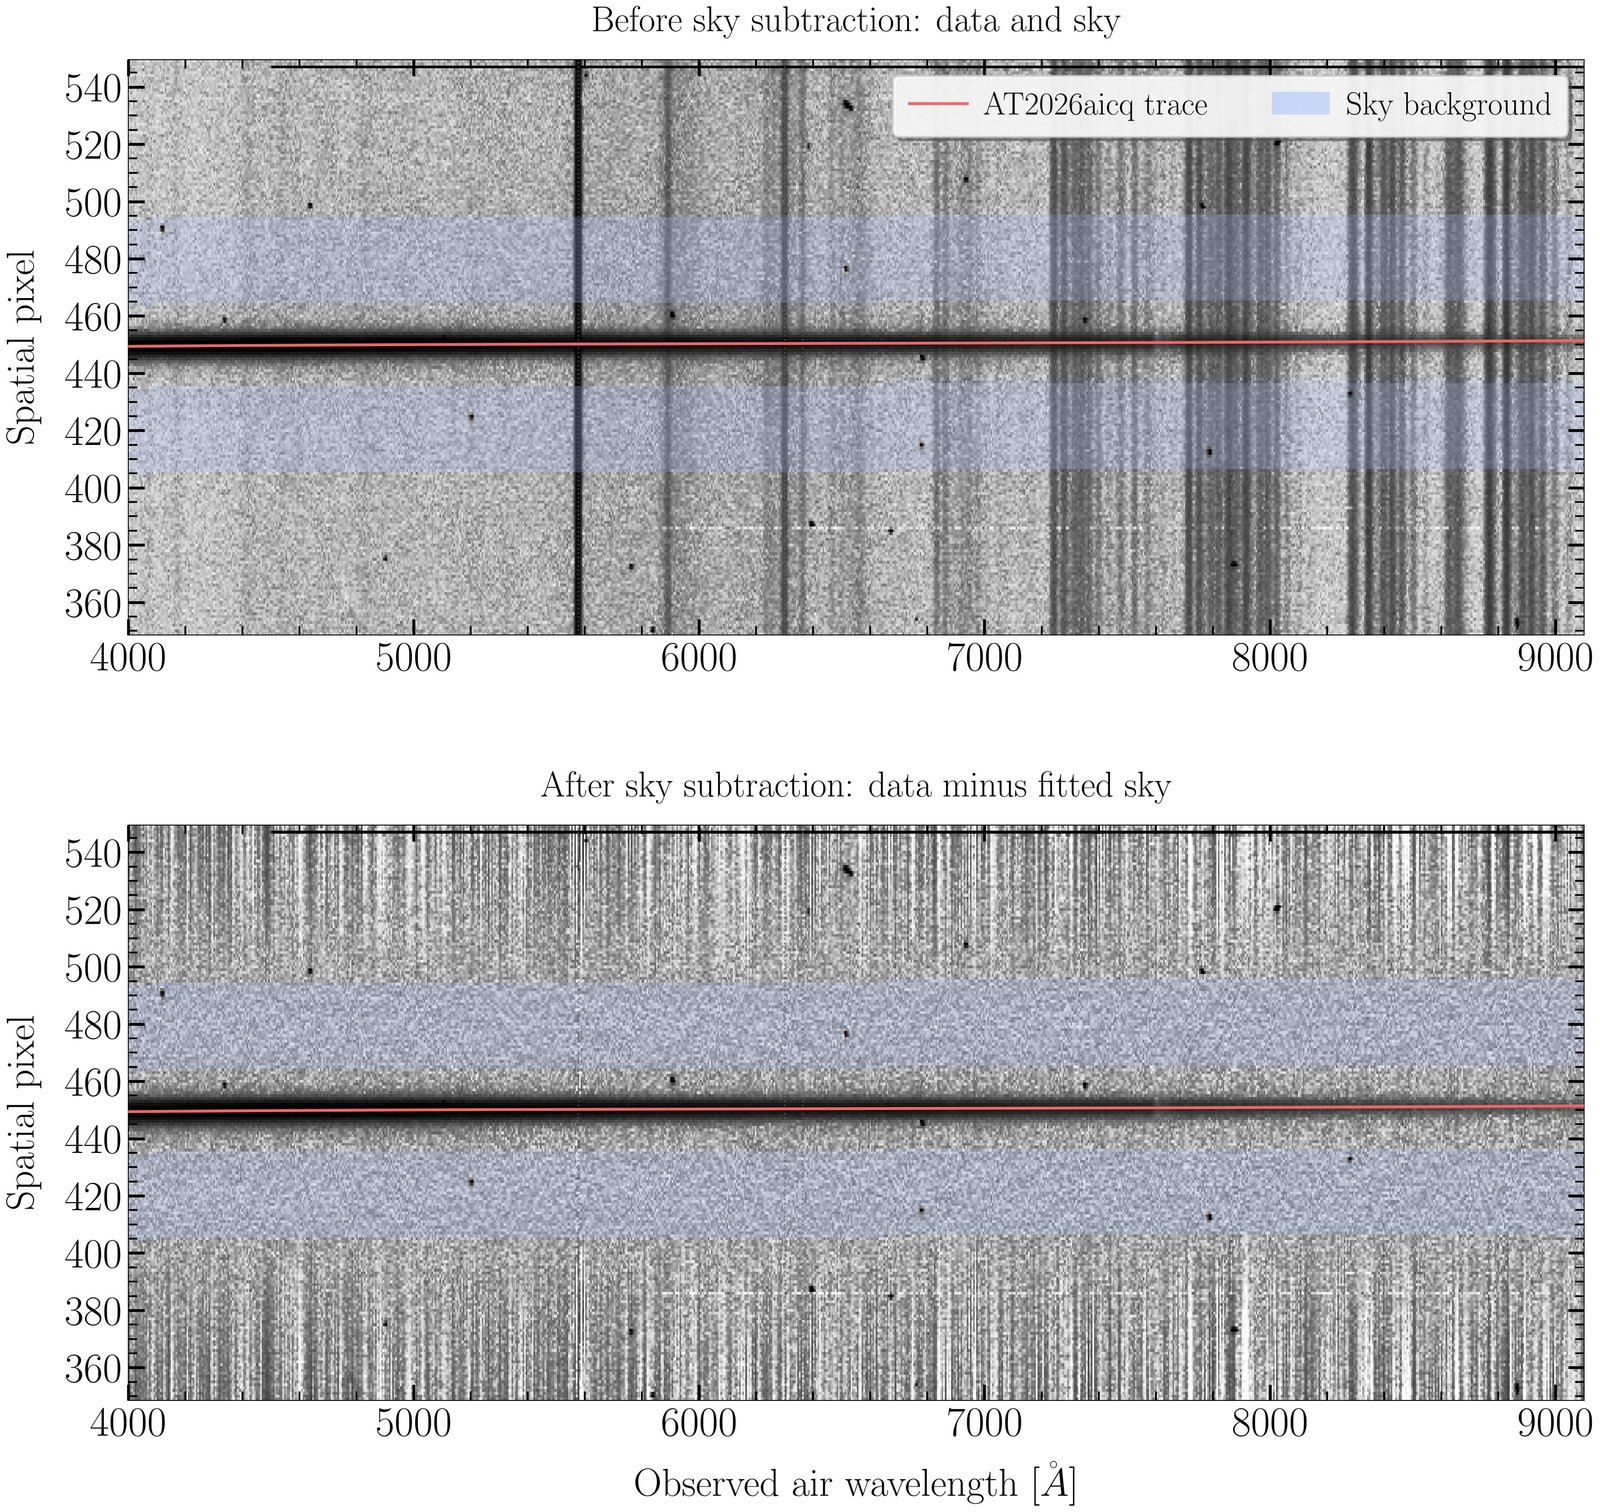 Before sky subtraction: data and sky
AT2026aicq trace
Sky background
Spatial pixel
540
520
500
480
460
440
420
400
380
360
4000 5000 6000 7000 8000 9000
After sky subtraction: data minus fitted sky
Spatial pixel
540
520
500
480
460
440
420
400
380
360
4000 5000 6000 7000 8000 9000
Observed air wavelength [Å]